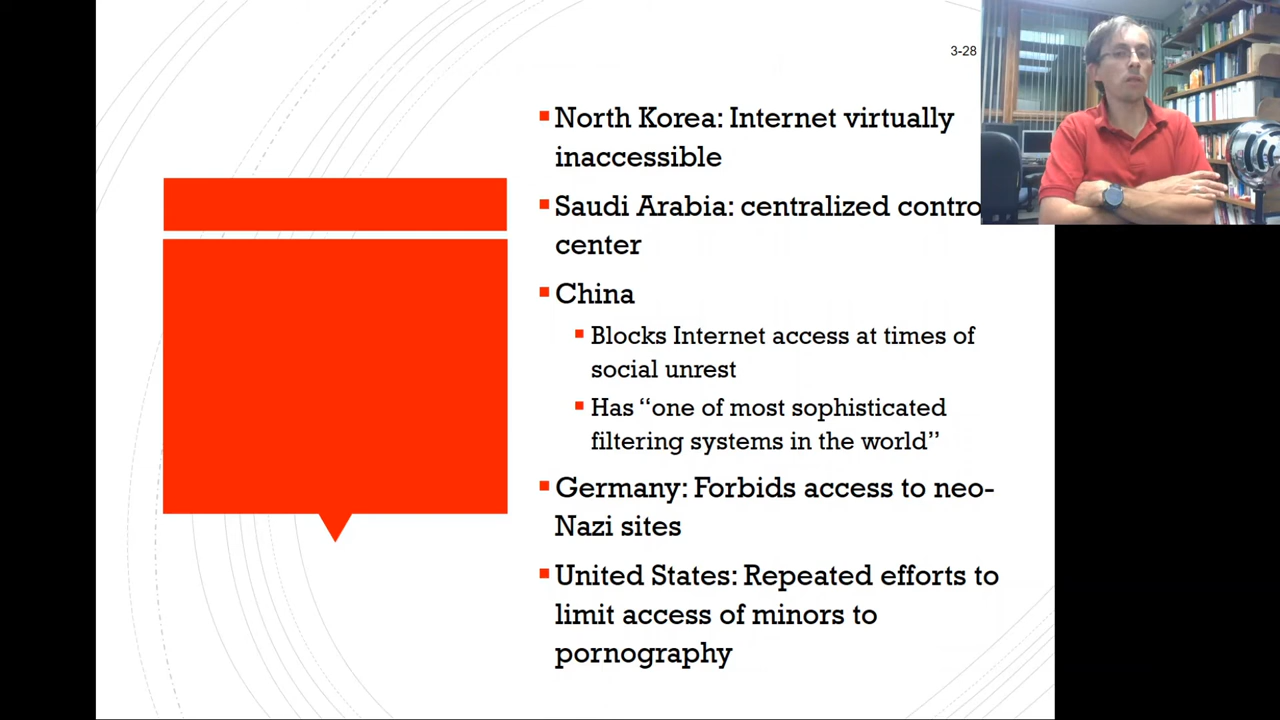 3-28
North Korea: Internet virtually
inaccessible
Saudi Arabia: centralized contro
center
China
Blocks Internet access at times of
social unrest
Has “one of most sophisticated
filtering systems in the world”
Germany: Forbids access to neo-
Nazi sites
United States: Repeated efforts to
limit access of minors to
pornography